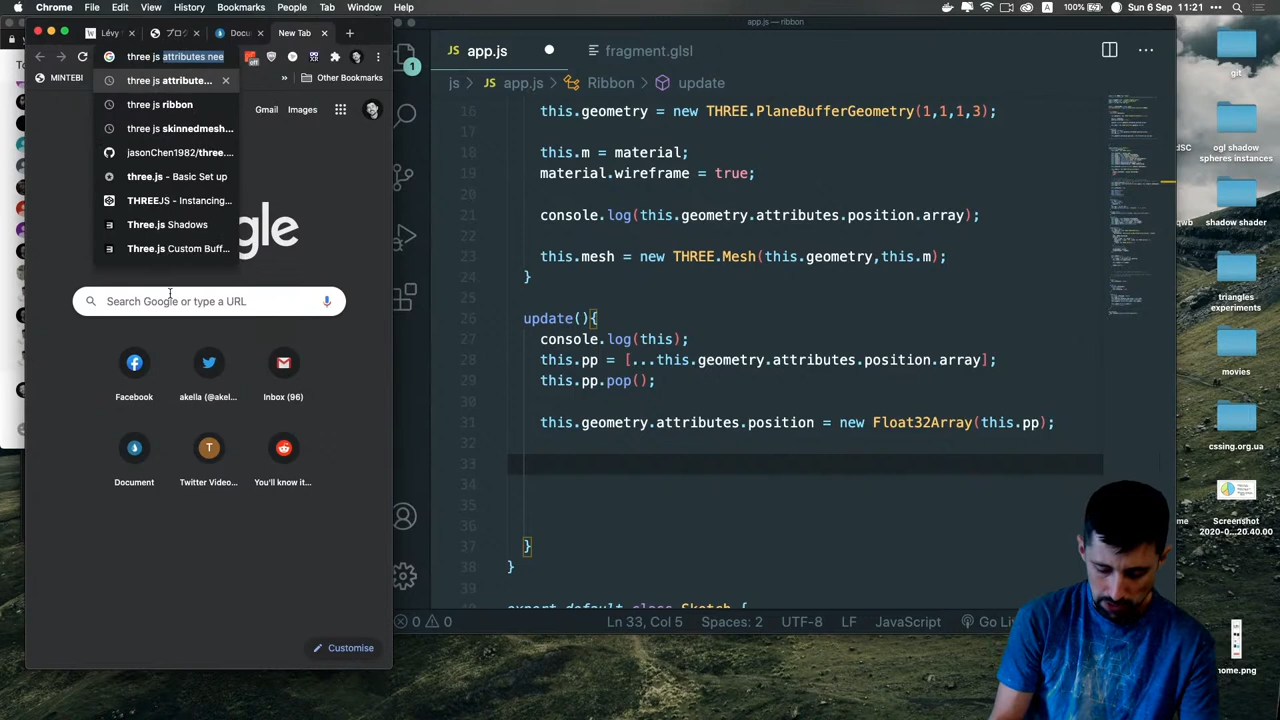 Chrome File Edit View History Bookmarks People Tab Window Help
100% Sun 6 Sep 11:21
app.js — ribbon
Lévy f
ブログ
Docu
New Tab
three js attributes nee
off
MINTEBI
Other Bookmarks
three js attribute...
three js ribbon
three js skinnedmesh...
jasonChen1982/three....
three.js - Basic Set up
THREEJS - Instancing...
Three.js Shadows
Three.js Custom Buff...
Gmail Images
Search Google or type a URL
Facebook
akella (@akel...
Inbox (96)
Document
T
Twitter Video...
You'll know it...
Customise
1
app.js
fragment.glsl
js > app.js > Ribbon > update
16 this.geometry = new THREE.PlaneBufferGeometry(1,1,1,3);
17
18 this.m = material;
19 material.wireframe = true;
20
21 console.log(this.geometry.attributes.position.array);
22
23 this.mesh = new THREE.Mesh(this.geometry,this.m);
24 }
25
26 update(){
27 console.log(this);
28 this.pp = [...this.geometry.attributes.position.array];
29 this.pp.pop();
30
31 this.geometry.attributes.position = new Float32Array(this.pp);
32
33
34
35
36
37 }
38 }
39
export default class Sketch {
0 0
Ln 33, Col 5 Spaces: 2 UTF-8 LF JavaScript Go Liv
git
dSC
ogl shadow
spheres instances
shadow shader
qwb
triangles
experiments
movies
cssing.org.ua
me
Screenshot
2020-0...20.40.00
home.png